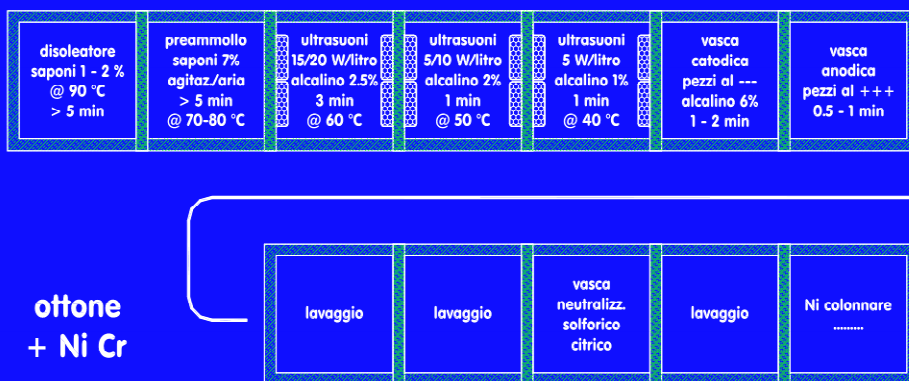 disoleatore
saponi 1 - 2 %
@ 90 °C
> 5 min
preammollo
saponi 7%
agitaz./aria
> 5 min
@ 70-80 °C
ultrasuoni
15/20 W/litro
alcalino 2.5%
3 min
@ 60 °C
ultrasuoni
5/10 W/litro
alcalino 2%
1 min
@ 50 °C
ultrasuoni
5 W/litro
alcalino 1%
1 min
@ 40 °C
vasca
catodica
pezzi al ---
alcalino 6%
1 - 2 min
vasca
anodica
pezzi al +++
0.5 - 1 min
ottone
+ Ni Cr
lavaggio
lavaggio
vasca
neutralizz.
solforico
citrico
lavaggio
Ni colonnare
.........